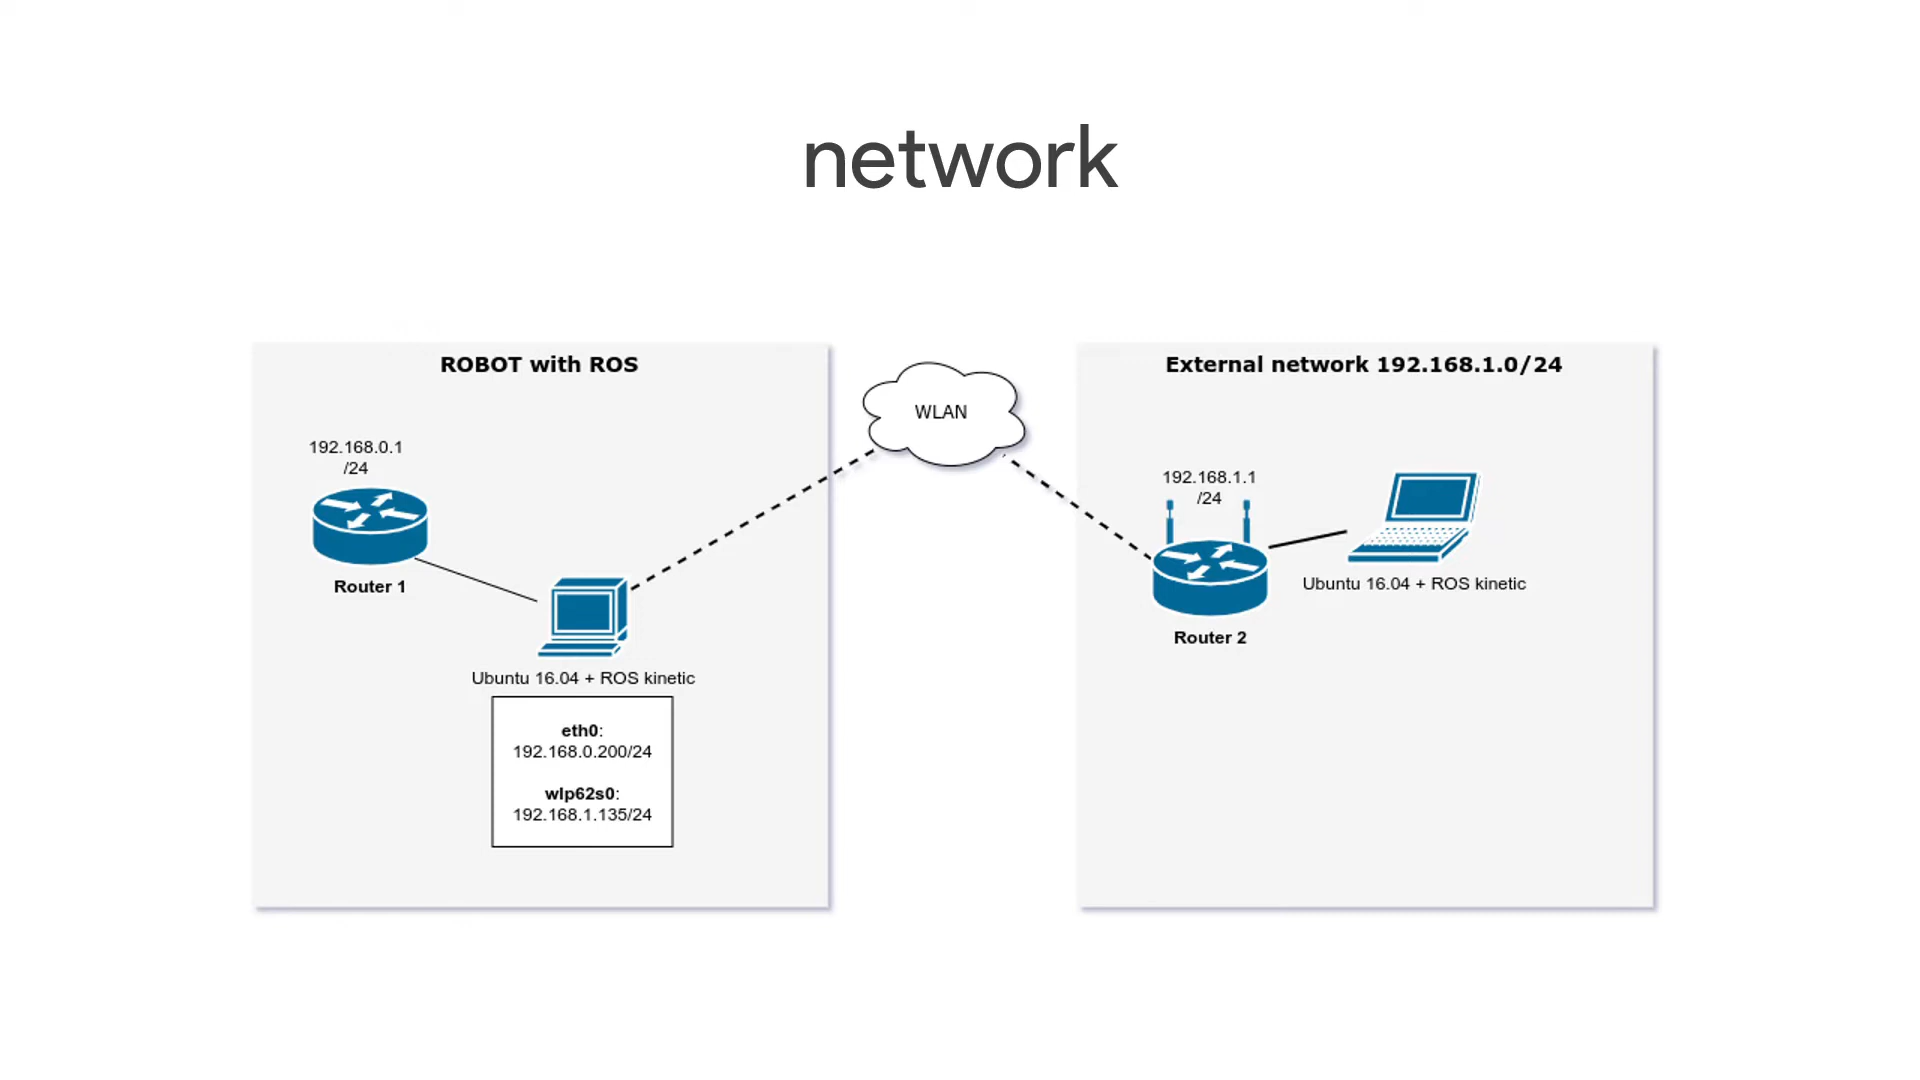 network
ROBOT with ROS
192.168.0.1
/24
Router 1
Ubuntu 16.04 + ROS kinetic
eth0:
192.168.0.200/24
wlp62s0:
192.168.1.135/24
WLAN
External network 192.168.1.0/24
192.168.1.1
/24
Router 2
Ubuntu 16.04 + ROS kinetic